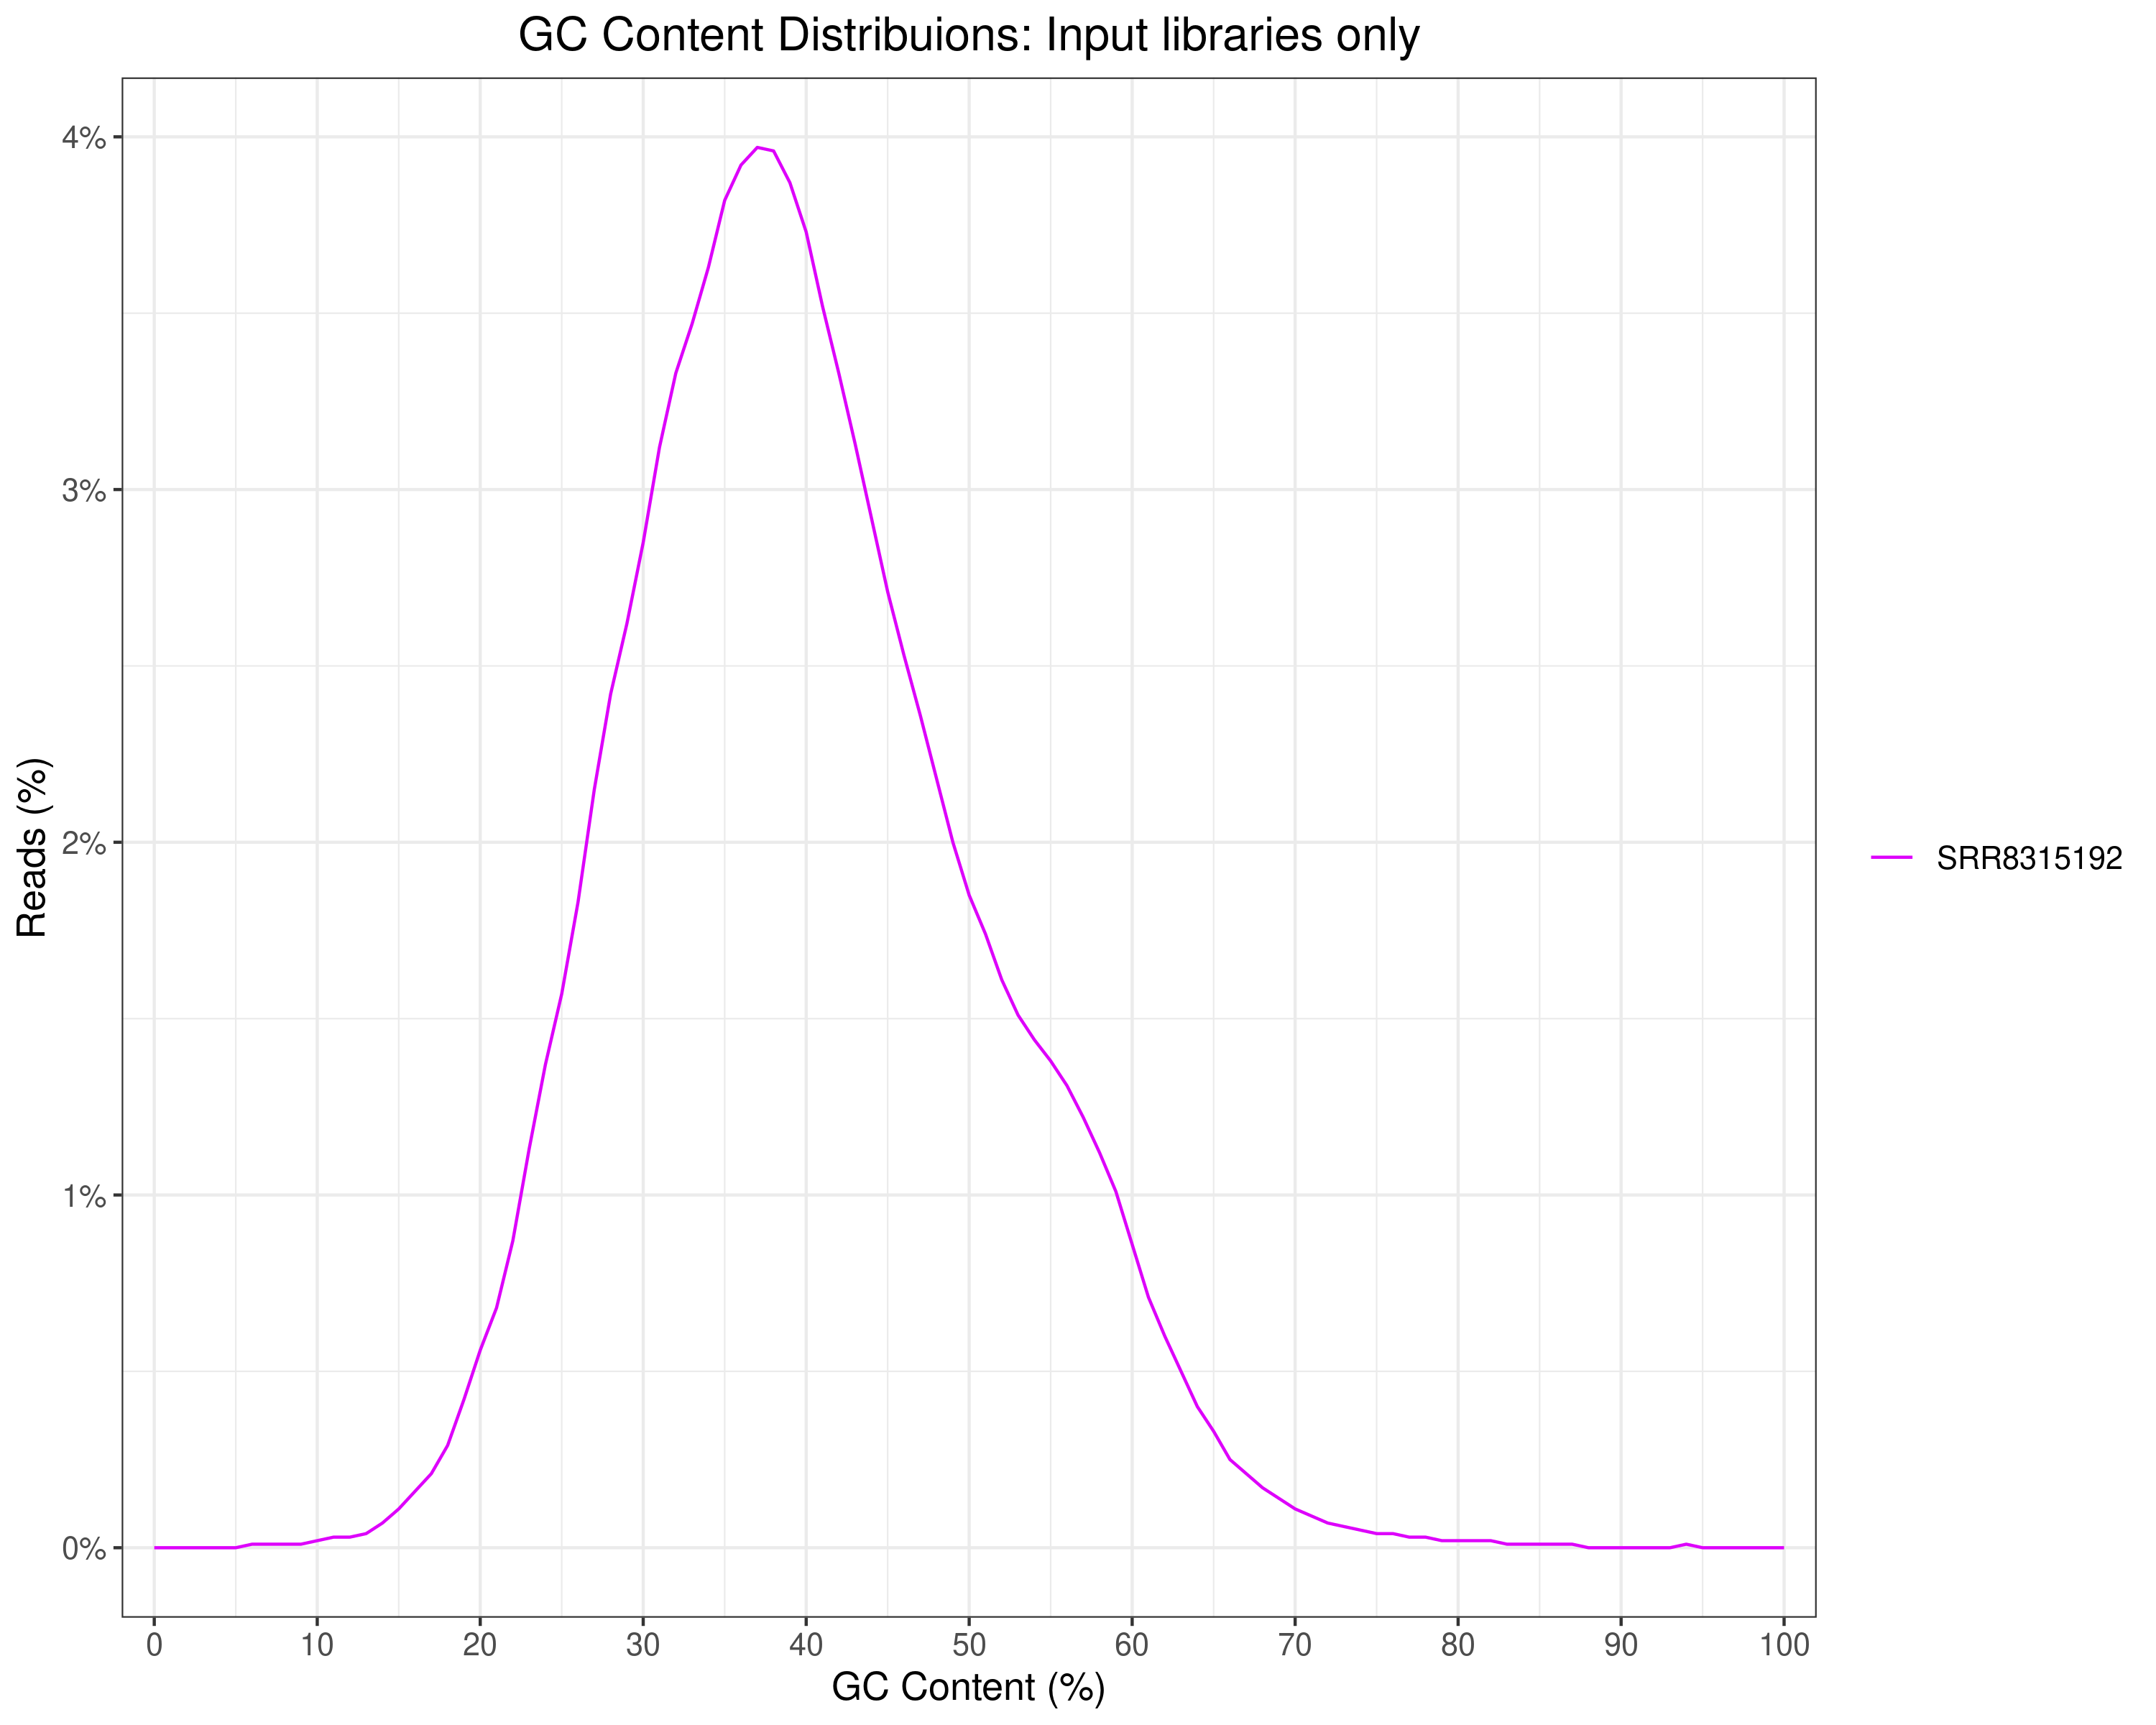 GC Content Distribuions: Input libraries only
4%
3%
2%
1%
0%
Reads (%)
0 10 20 30 40 50 60 70 80 90 100
GC Content (%)
SRR8315192